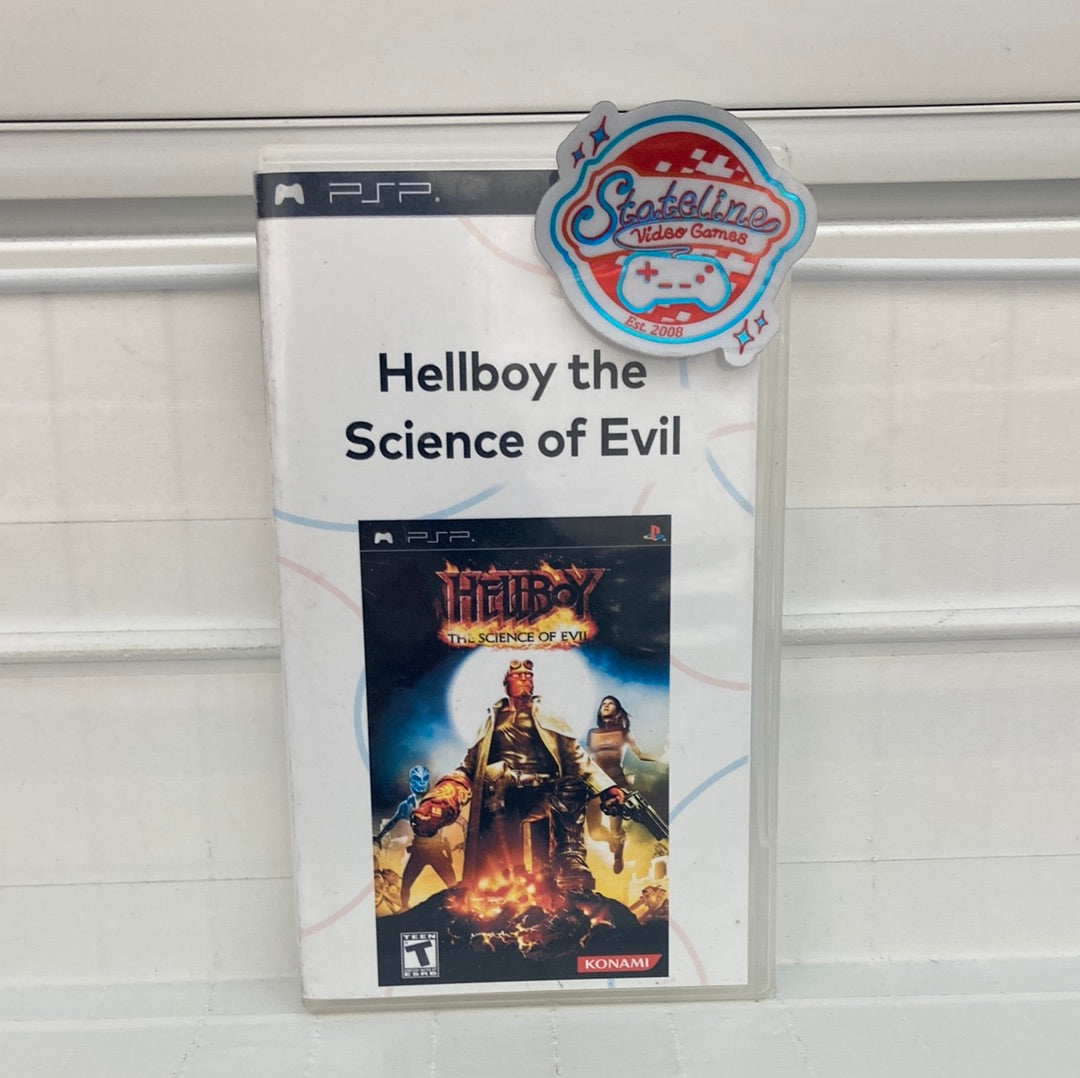 PSP.
Stateline
Video Games
Est. 2008
Hellboy the
Science of Evil
PSP.
HELLBOY
THE SCIENCE OF EVIL
TEEN
T
ESRB
KONAMI